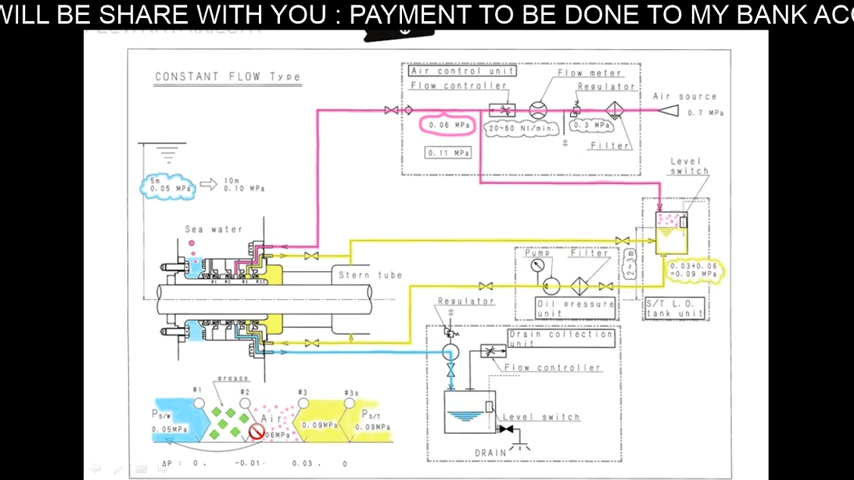 WILL BE SHARE WITH YOU : PAYMENT TO BE DONE TO MY BANK ACC
CONSTANT FLOW Type
Air control unit
Flow controller
Flow meter
Regulator
Air source
0.7 MPa
0.06 MPa
20~60 Nl/min.
0.3 MPa
Filter
0.11 MPa
Level
switch
5m
0.05 MPa
10m
0.10 MPa
Sea water
Stern tube
Pump
Filter
2~3m
0.03+0.06
=0.09 MPa
Oil pressure
unit
S/T L.O.
tank unit
Regulator
Drain collection
unit
Flow controller
Level switch
DRAIN
grease
#1
#2
#3
#3s
Ps/w
0.05MPa
Air
06MPa
0.09MPa
Ps/T
0.09MPa
ΔP : 0. -0.01 0.03. 0